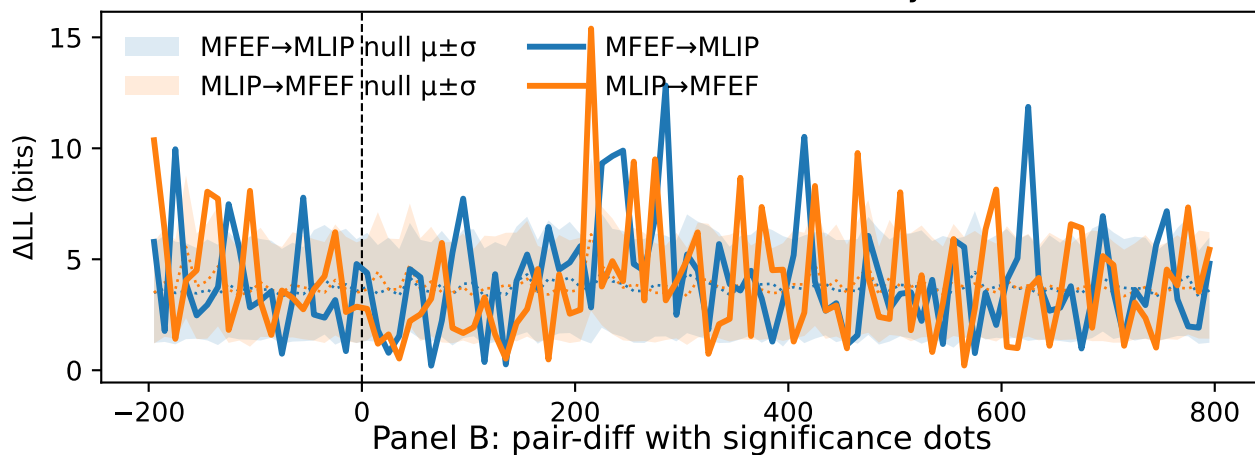 15
10
5
0
ΔLL (bits)
MFEF→MLIP null μ±σ
MLIP→MFEF null μ±σ
MFEF→MLIP
MLIP→MFEF
−200 0 200 400 600 800
Panel B: pair-diff with significance dots